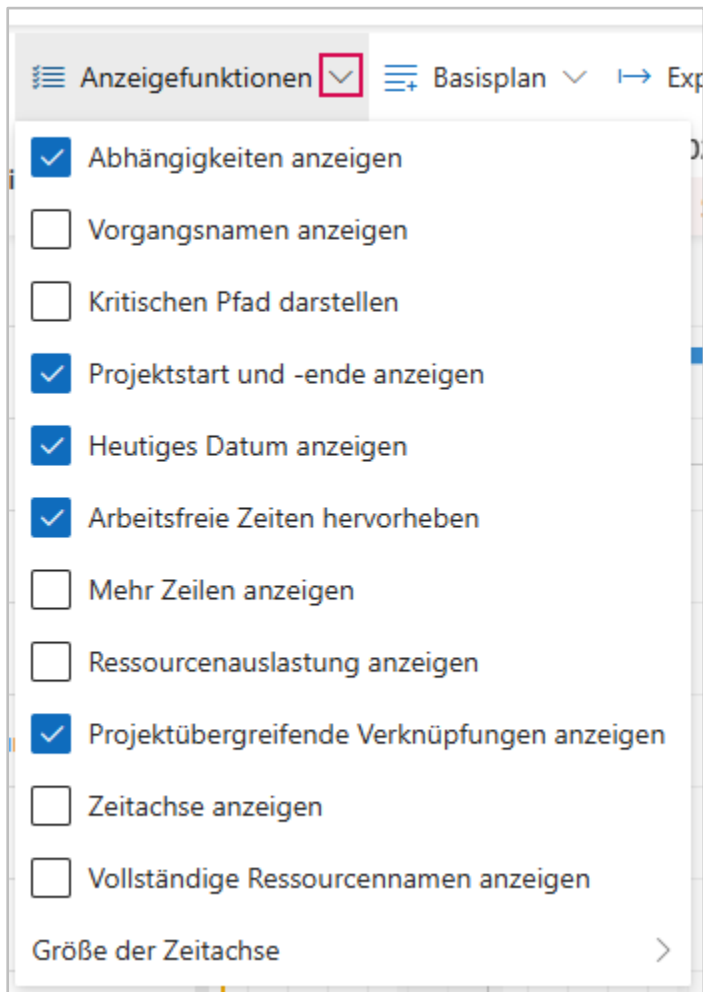 Anzeigefunktionen Basisplan Exp
Abhängigkeiten anzeigen
Vorgangsnamen anzeigen
Kritischen Pfad darstellen
Projektstart und -ende anzeigen
Heutiges Datum anzeigen
Arbeitsfreie Zeiten hervorheben
Mehr Zeilen anzeigen
Ressourcenauslastung anzeigen
Projektübergreifende Verknüpfungen anzeigen
Zeitachse anzeigen
Vollständige Ressourcennamen anzeigen
Größe der Zeitachse